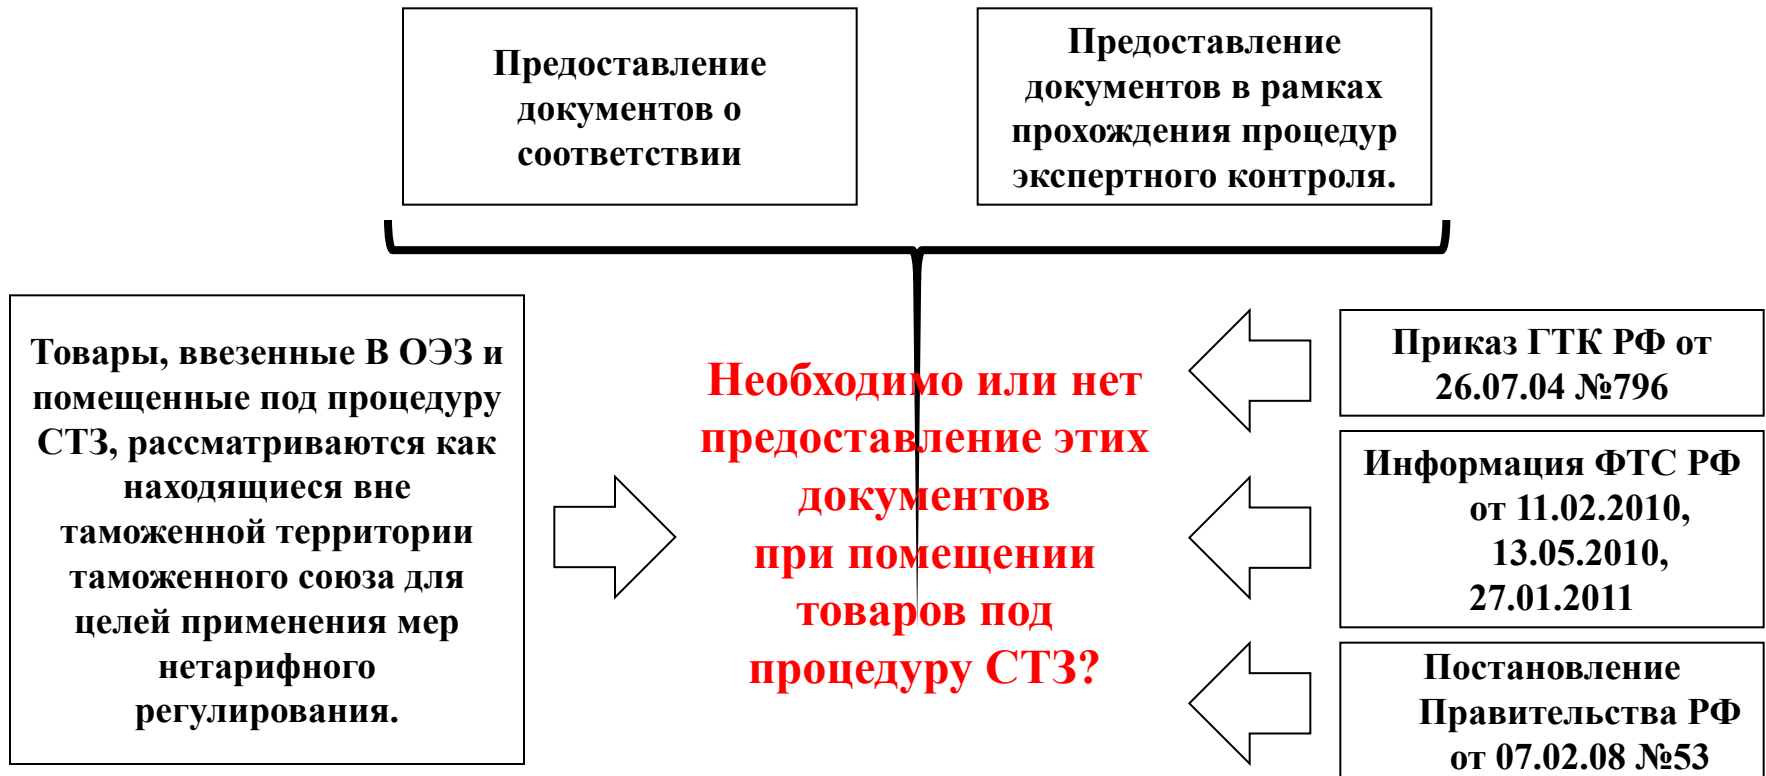 Предоставление
документов о
соответствии
Предоставление
документов в рамках
прохождения процедур
экспертного контроля.
Товары, ввезенные В ОЭЗ и
помещенные под процедуру
СТЗ, рассматриваются как
находящиеся вне
таможенной территории
таможенного союза для
целей применения мер
нетарифного
регулирования.
Необходимо или нет
предоставление этих
документов
при помещении
товаров под
процедуру СТЗ?
Приказ ГТК РФ от
26.07.04 №796
Информация ФТС РФ
от 11.02.2010,
13.05.2010,
27.01.2011
Постановление
Правительства РФ
от 07.02.08 №53